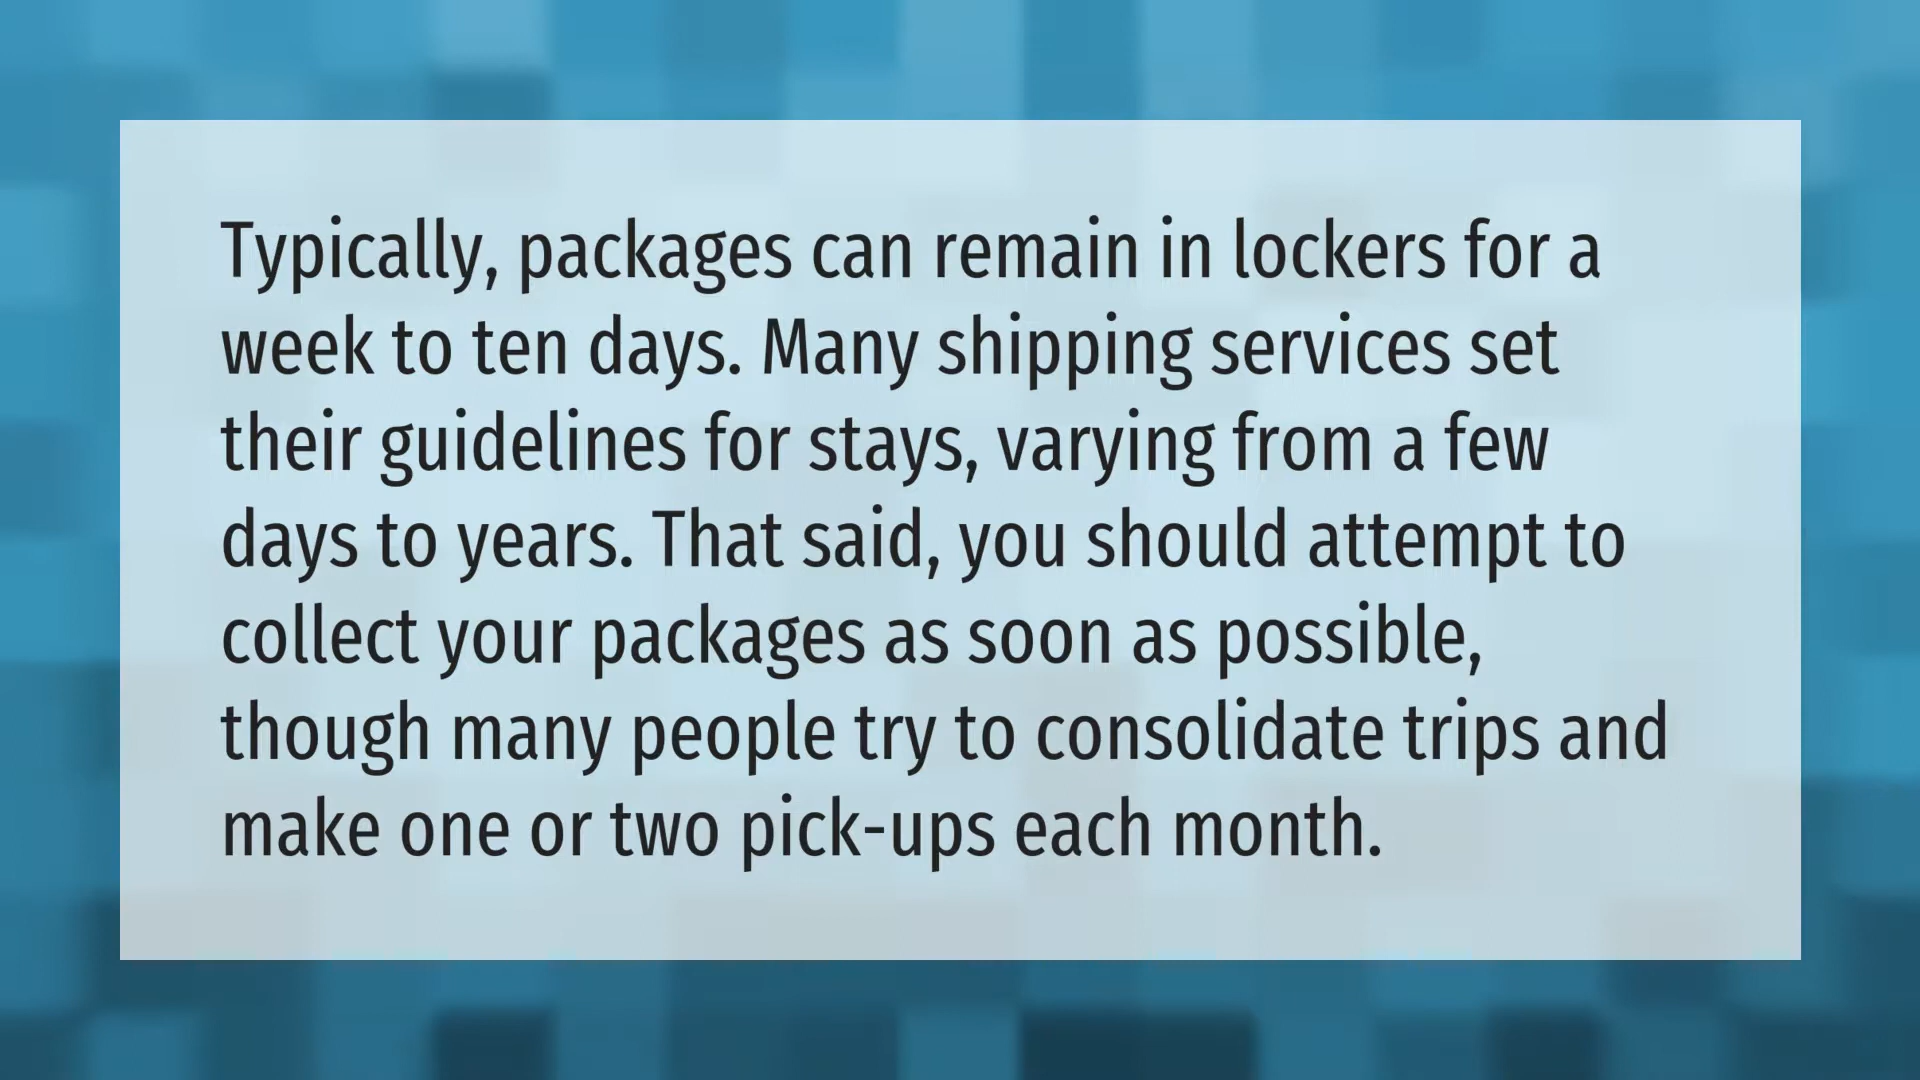 Typically, packages can remain in lockers for a
week to ten days. Many shipping services set
their guidelines for stays, varying from a few
days to years. That said, you should attempt to
collect your packages as soon as possible,
though many people try to consolidate trips and
make one or two pick-ups each month.